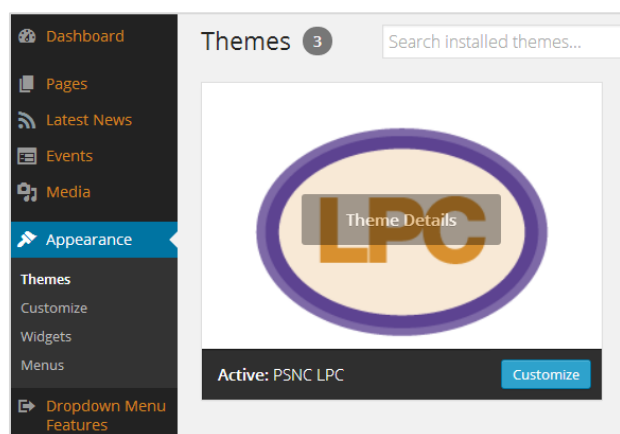 Dashboard
Pages
Latest News
Events
Media
Appearance
Themes
Customize
Widgets
Menus
Dropdown Menu
Features
Themes 3
Search installed themes...
LPC
Theme Details
Active: PSNC LPC
Customize